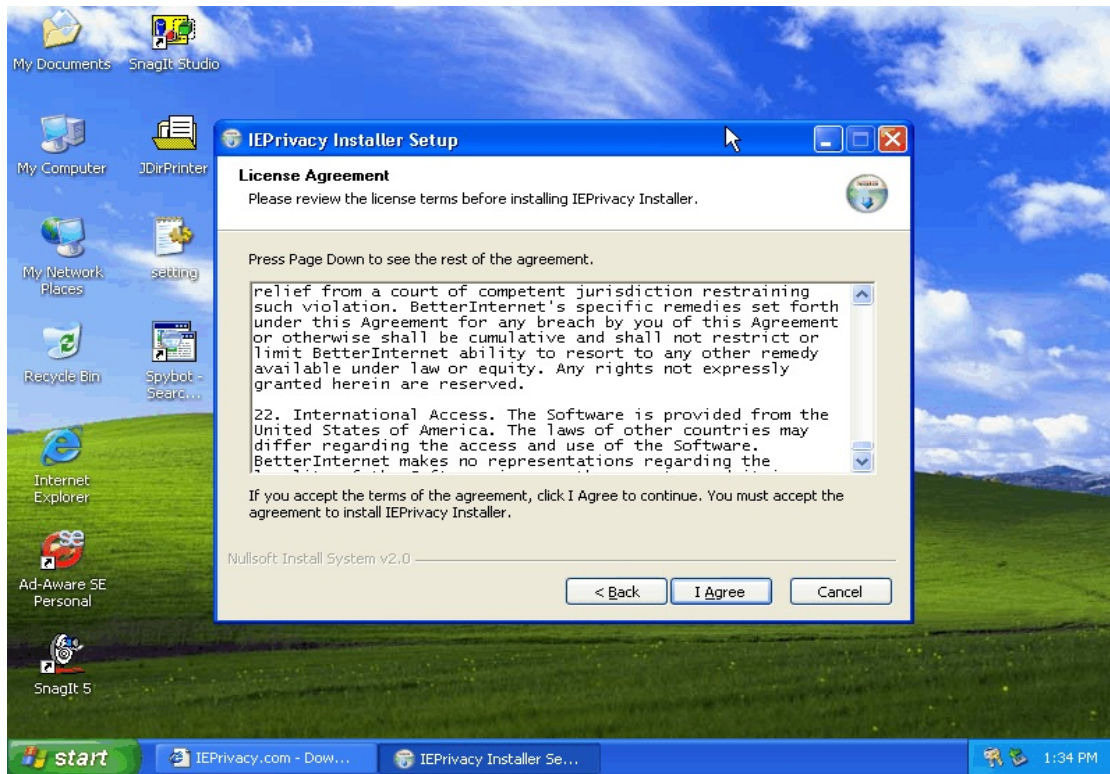 My Documents
SnagIt Studio
My Computer
JDirPrinter
My Network
Places
setting
Recycle Bin
Spybot -
Searc...
Internet
Explorer
Ad-Aware SE
Personal
SnagIt 5
IEPrivacy Installer Setup
License Agreement
Please review the license terms before installing IEPrivacy Installer.
Press Page Down to see the rest of the agreement.
relief from a court of competent jurisdiction restraining
such violation. BetterInternet's specific remedies set forth
under this Agreement for any breach by you of this Agreement
or otherwise shall be cumulative and shall not restrict or
limit BetterInternet ability to resort to any other remedy
available under law or equity. Any rights not expressly
granted herein are reserved.
22. International Access. The Software is provided from the
United States of America. The laws of other countries may
differ regarding the access and use of the Software.
BetterInternet makes no representations regarding the
If you accept the terms of the agreement, click I Agree to continue. You must accept the
agreement to install IEPrivacy Installer.
Nullsoft Install System v2.0
< Back
I Agree
Cancel
start
IEPrivacy.com - Dow...
IEPrivacy Installer Se...
1:34 PM